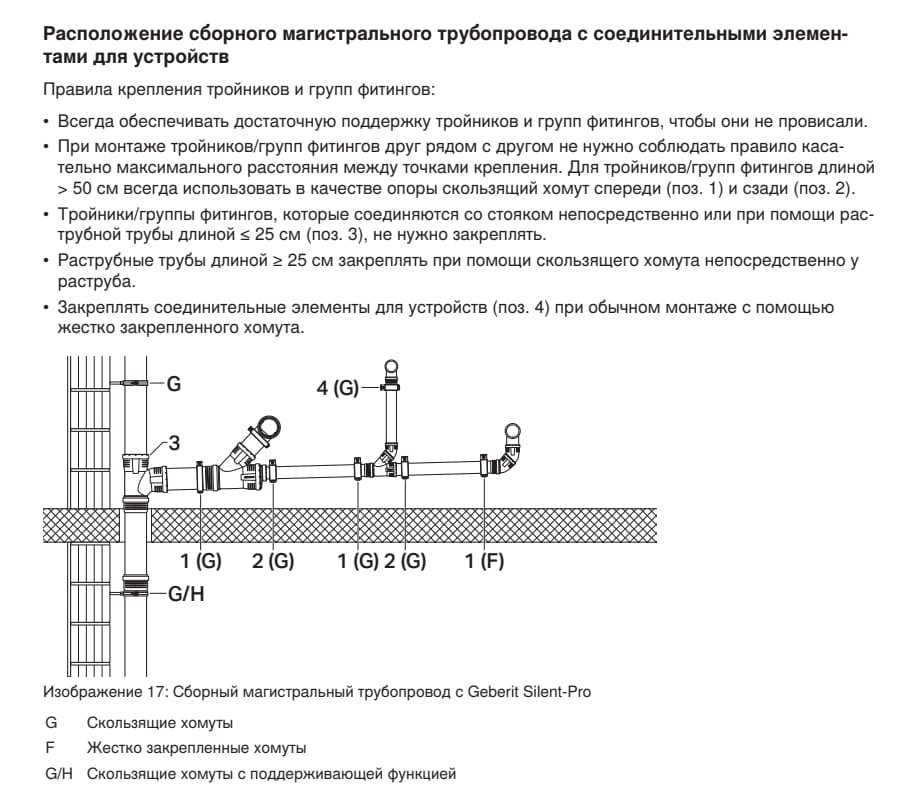 Расположение сборного магистрального трубопровода с соединительными элемен-
тами для устройств
Правила крепления тройников и групп фитингов:
• Всегда обеспечивать достаточную поддержку тройников и групп фитингов, чтобы они не провисали.
• При монтаже тройников/групп фитингов друг рядом с другом не нужно соблюдать правило каса-
тельно максимального расстояния между точками крепления. Для тройников/групп фитингов длиной
> 50 см всегда использовать в качестве опоры скользящий хомут спереди (поз. 1) и сзади (поз. 2).
• Тройники/группы фитингов, которые соединяются со стояком непосредственно или при помощи рас-
трубной трубы длиной ≤ 25 см (поз. 3), не нужно закреплять.
• Раструбные трубы длиной ≥ 25 см закреплять при помощи скользящего хомута непосредственно у
раструба.
• Закреплять соединительные элементы для устройств (поз. 4) при обычном монтаже с помощью
жестко закрепленного хомута.
G
4 (G)
3
1 (G) 2 (G) 1 (G) 2 (G) 1 (F)
G/H
Изображение 17: Сборный магистральный трубопровод с Geberit Silent-Pro
G Скользящие хомуты
F Жестко закрепленные хомуты
G/H Скользящие хомуты с поддерживающей функцией